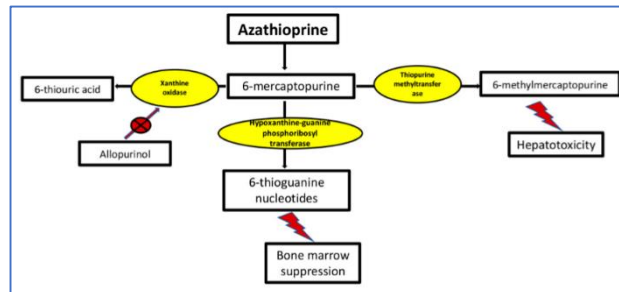 Azathioprine
Xanthine
oxidase
Thiopurine
methyltransfer
ase
6-thiouric acid
6-mercaptopurine
6-methylmercaptopurine
Hypoxanthine-guanine
phosphoribosyl
transferase
Allopurinol
Hepatotoxicity
6-thioguanine
nucleotides
Bone marrow
suppression